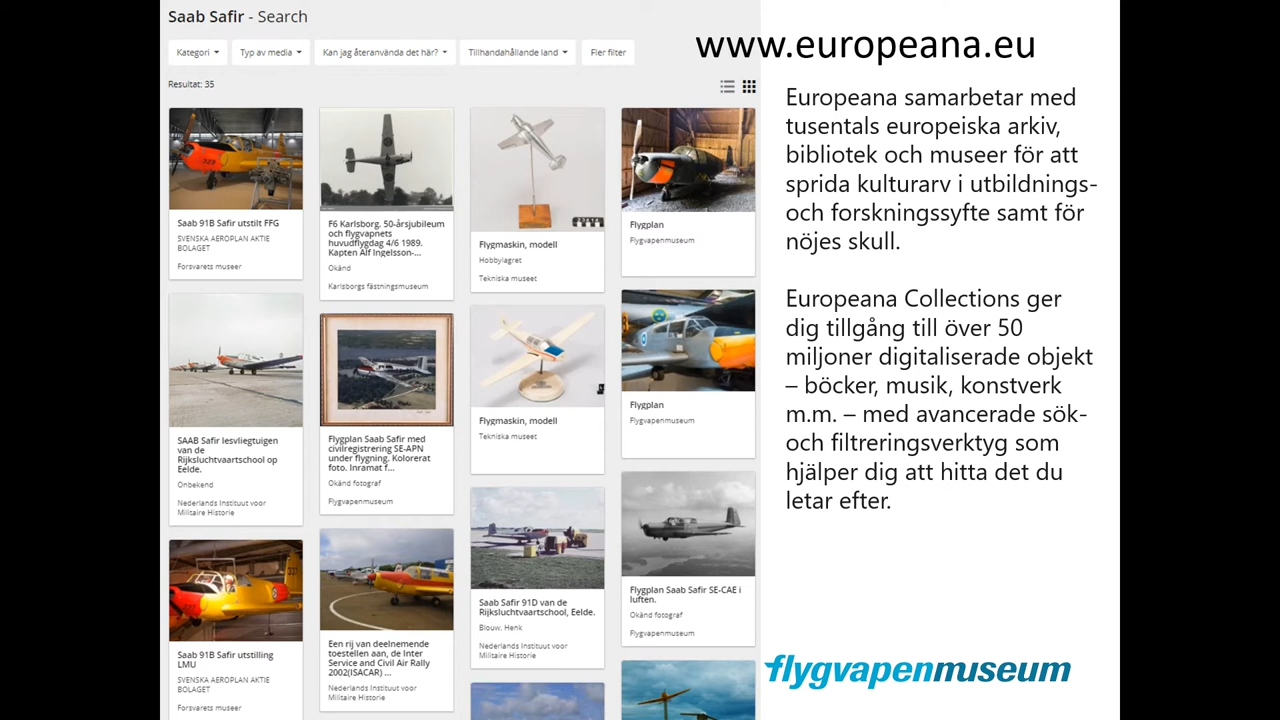 Saab Safir - Search
Kategori
Typ av media
Kan jag återanvända det här?
Tillhandahållande land
Fler filter
Resultat: 35
www.europeana.eu
Saab 91B Safir utstilt FFG
SVENSKA AEROPLAN AKTIE
BOLAGET
Forsvarets museer
SAAB Safir lesvliegtuigen
van de
Rijksluchtvaartschool op
Eelde.
Onbekend
Nederlands Instituut voor
Militaire Historie
Saab 91B Safir utstilling
LMU
SVENSKA AEROPLAN AKTIE
BOLAGET
Forsvarets museer
F6 Karlsborg. 50-årsjubileum
och flygvapnets
huvudflygdag 4/6 1989.
Kapten Alf Ingelsson-...
Okänd
Karlsborgs fästningsmuseum
Flygplan Saab Safir med
civilregistrering SE-APN
under flygning. Kolorerat
foto. Inramat f...
Okänd fotograf
Flygvapenmuseum
Een rij van deelnemende
toestellen aan, de Inter
Service and Civil Air Rally
2002(ISACAR) ...
Nederlands Instituut voor
Militaire Historie
Flygmaskin, modell
Hobbylagret
Tekniska museet
Flygmaskin, modell
Tekniska museet
Saab Safir 91D van de
Rijksluchtvaartschool, Eelde.
Blouw. Henk
Nederlands Instituut voor
Militaire Historie
Flygplan
Flygvapenmuseum
Flygplan
Flygvapenmuseum
Flygplan Saab Safir SE-CAE i
luften.
Okänd fotograf
Flygvapenmuseum
Europeana samarbetar med
tusentals europeiska arkiv,
bibliotek och museer för att
sprida kulturarv i utbildnings-
och forskningssyfte samt för
nöjes skull.
Europeana Collections ger
dig tillgång till över 50
miljoner digitaliserade objekt
– böcker, musik, konstverk
m.m. – med avancerade sök-
och filtreringsverktyg som
hjälper dig att hitta det du
letar efter.
flygvapenmuseum